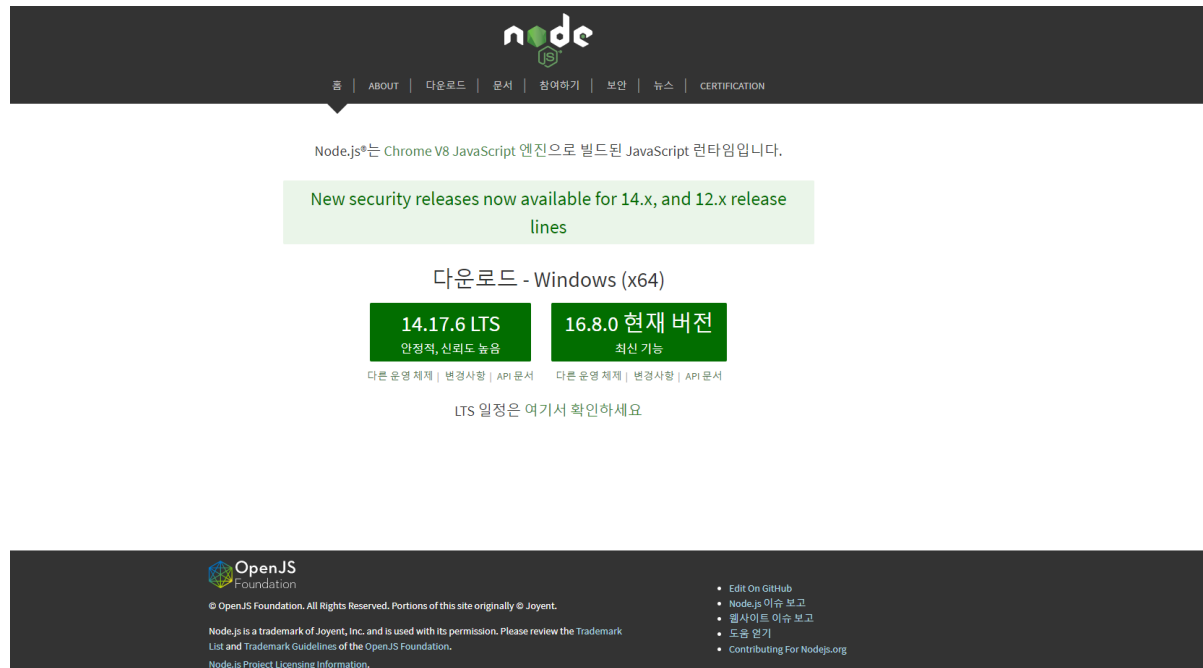 node
JS
홈 | ABOUT | 다운로드 | 문서 | 참여하기 | 보안 | 뉴스 | CERTIFICATION
Node.js®는 Chrome V8 JavaScript 엔진으로 빌드된 JavaScript 런타임입니다.
New security releases now available for 14.x, and 12.x release
lines
다운로드 - Windows (x64)
14.17.6 LTS
안정적, 신뢰도 높음
다른 운영 체제 | 변경사항 | API 문서
16.8.0 현재 버전
최신 기능
다른 운영 체제 | 변경사항 | API 문서
LTS 일정은 여기서 확인하세요
OpenJS
Foundation
© OpenJS Foundation. All Rights Reserved. Portions of this site originally © Joyent.
Node.js is a trademark of Joyent, Inc. and is used with its permission. Please review the Trademark
List and Trademark Guidelines of the OpenJS Foundation.
Node.js Project Licensing Information.
Edit On GitHub
Node.js 이슈 보고
웹사이트 이슈 보고
도움 얻기
Contributing For Nodejs.org